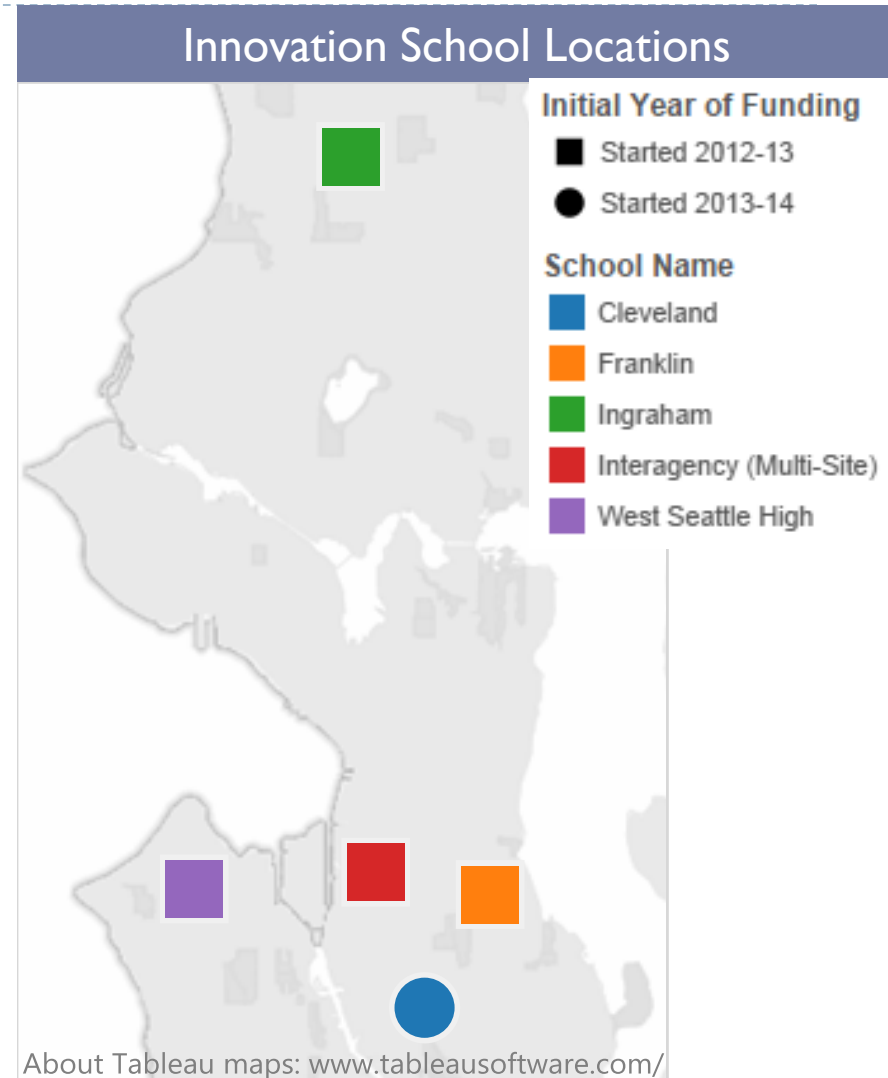 Innovation School Locations
Initial Year of Funding
Started 2012-13
Started 2013-14
School Name
Cleveland
Franklin
Ingraham
Interagency (Multi-Site)
West Seattle High
About Tableau maps: www.tableausoftware.com/